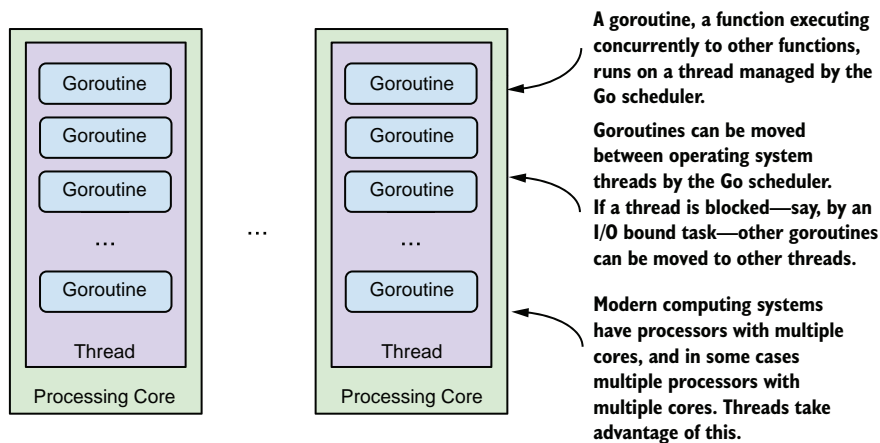 Goroutine
Goroutine
Goroutine
...
Goroutine
Thread
Processing Core
...
Goroutine
Goroutine
Goroutine
...
Goroutine
Thread
Processing Core
A goroutine, a function executing
concurrently to other functions,
runs on a thread managed by the
Go scheduler.
Goroutines can be moved
between operating system
threads by the Go scheduler.
If a thread is blocked—say, by an
I/O bound task—other goroutines
can be moved to other threads.
Modern computing systems
have processors with multiple
cores, and in some cases
multiple processors with
multiple cores. Threads take
advantage of this.